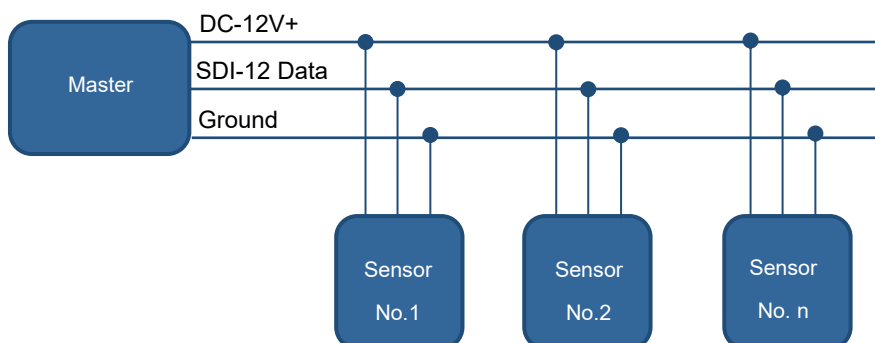 DC-12V+
Master
SDI-12 Data
Ground
Sensor
No.1
Sensor
No.2
Sensor
No. n